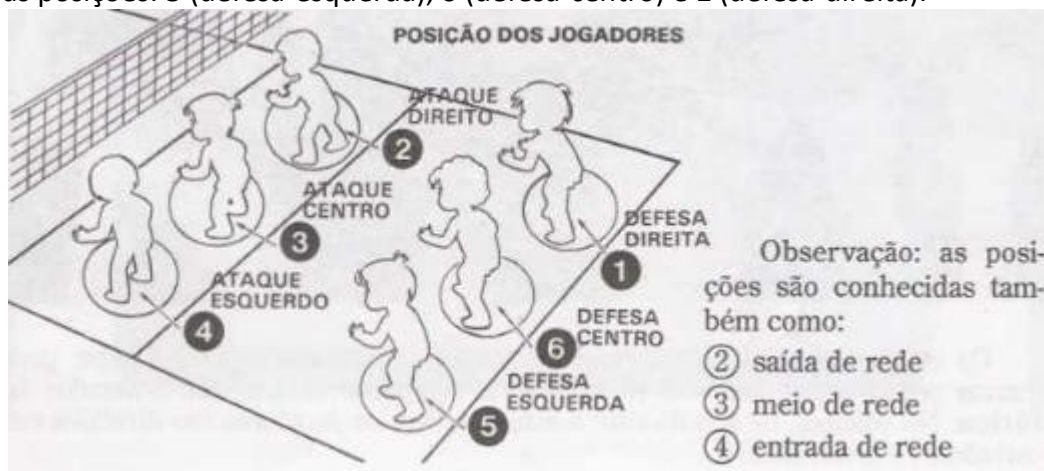 POSIÇÃO DOS JOGADORES
ATAQUE
DIREITO
2
ATAQUE
CENTRO
3
ATAQUE
ESQUERDO
4
DEFESA
DIREITA
1
DEFESA
CENTRO
6
DEFESA
ESQUERDA
5
Observação: as posi-
ções são conhecidas tam-
bém como:
2 saída de rede
3 meio de rede
4 entrada de rede